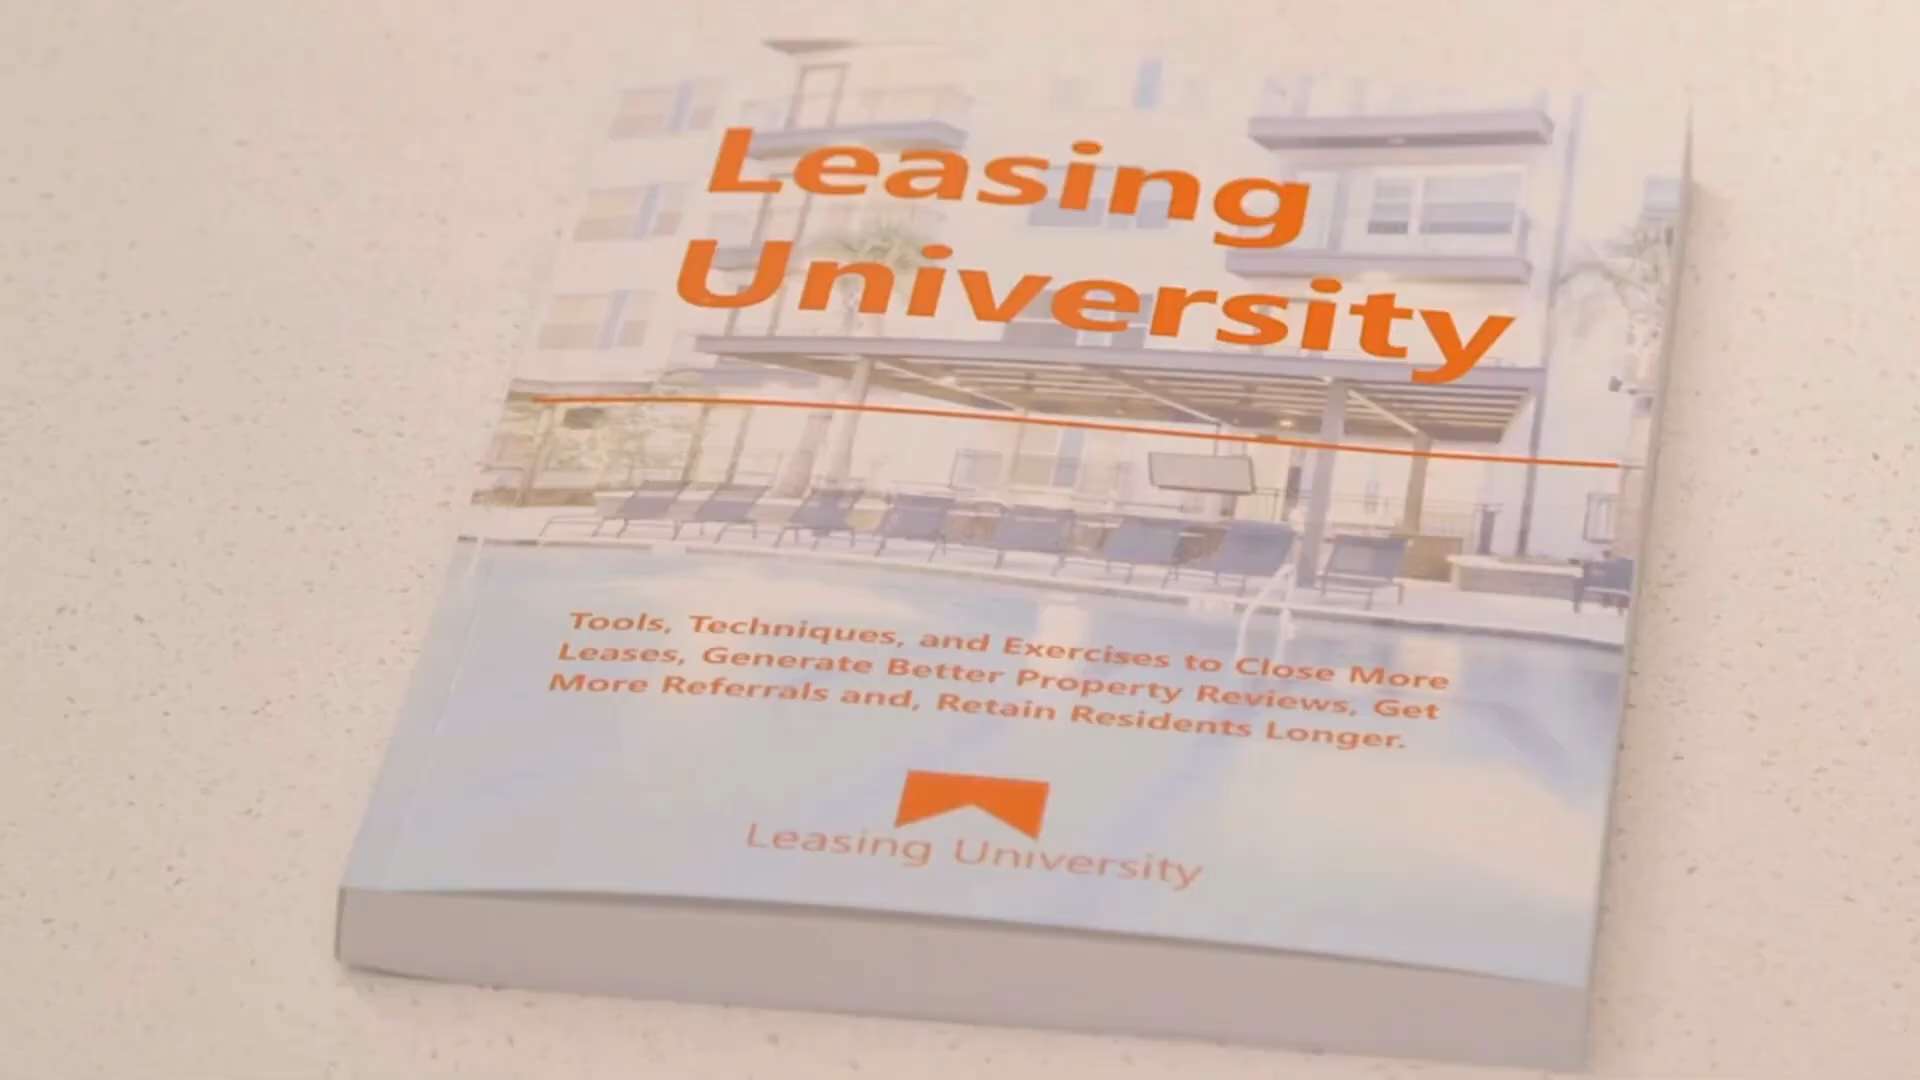 Leasing
University
Tools, Techniques, and Exercises to Close More
Leases, Generate Better Property Reviews, Get
More Referrals and, Retain Residents Longer.
Leasing University